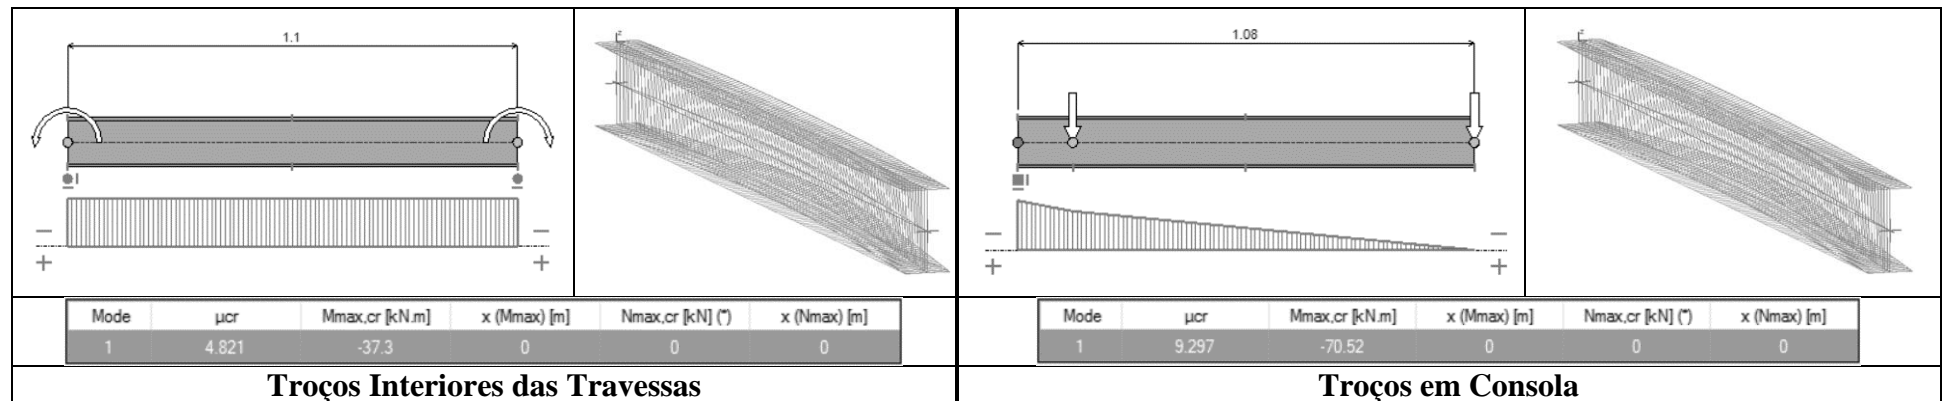 1.1
1.08
z
z
− −
+ +
− −
+ +
Mode µcr Mmax,cr [kN.m] x (Mmax) [m] Nmax,cr [kN] (*) x (Nmax) [m]
1 4.821 -37.3 0 0 0
Mode µcr Mmax,cr [kN.m] x (Mmax) [m] Nmax,cr [kN] (*) x (Nmax) [m]
1 9.297 -70.52 0 0 0
Troços Interiores das Travessas
Troços em Consola